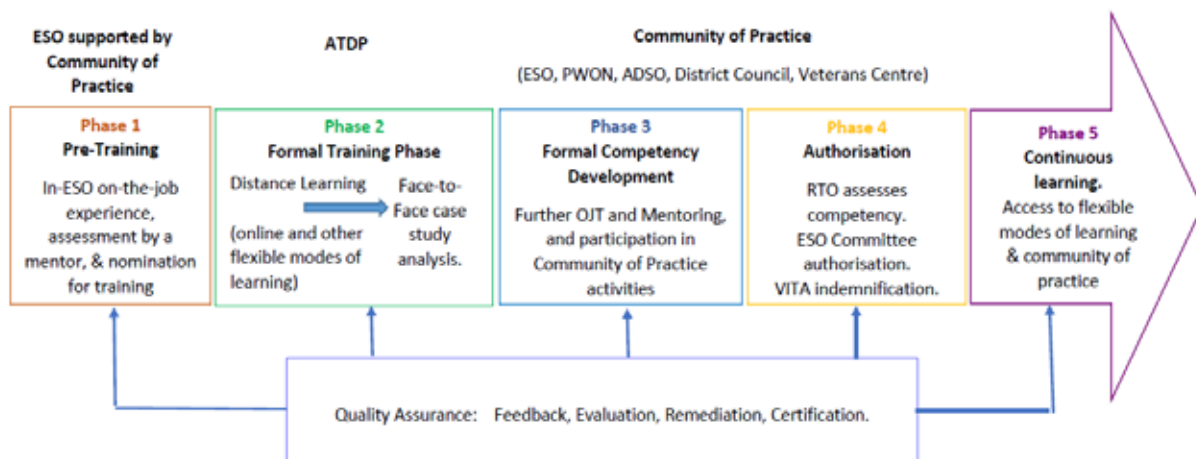 ESO supported by
Community of
Practice
ATDP
Community of Practice
(ESO, PWON, ADSO, District Council, Veterans Centre)
Phase 1
Pre-Training
In-ESO on-the-job
experience,
assessment by a
mentor, & nomination
for training
Phase 2
Formal Training Phase
Distance Learning
(online and other
flexible modes of
learning)
Face-to-
Face case
study
analysis.
Phase 3
Formal Competency
Development
Further OJT and Mentoring,
and participation in
Community of Practice
activities
Phase 4
Authorisation
RTO assesses
competency.
ESO Committee
authorisation.
VITA indemnification.
Phase 5
Continuous
learning.
Access to flexible
modes of learning
& community of
practice
Quality Assurance: Feedback, Evaluation, Remediation, Certification.